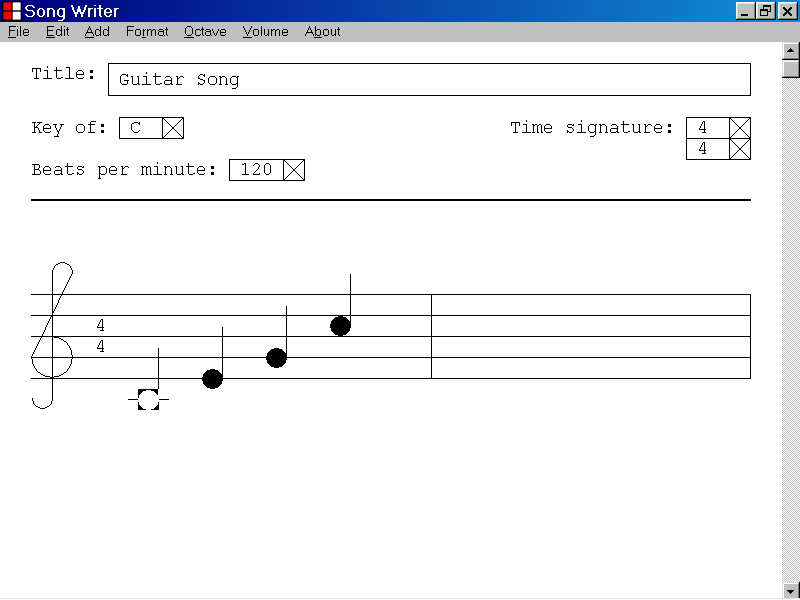 Song Writer
File Edit Add Format Octave Volume About
Title: Guitar Song
Key of: C Time signature: 4
4
Beats per minute: 120
4
4